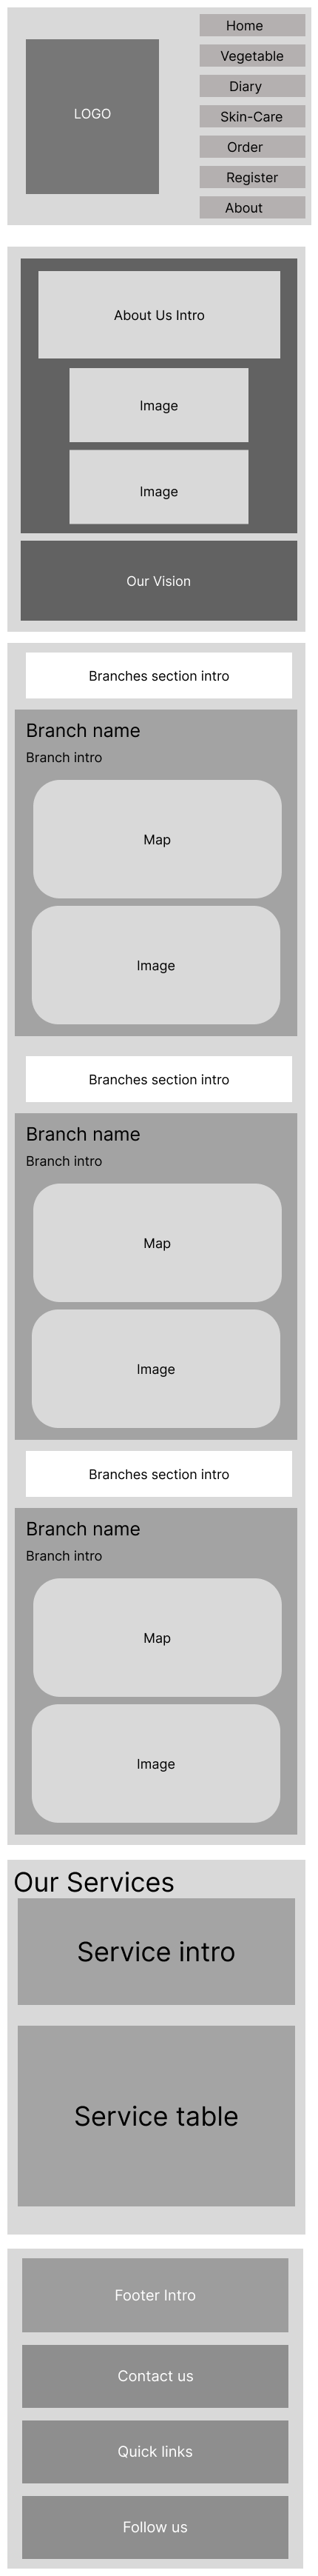 LOGO
Home
Vegetable
Diary
Skin-Care
Order
Register
About
About Us Intro
Image
Image
Our Vision
Branches section intro
Branch name
Branch intro
Map
Image
Branches section intro
Branch name
Branch intro
Map
Image
Branches section intro
Branch name
Branch intro
Map
Image
Our Services
Service intro
Service table
Footer Intro
Contact us
Quick links
Follow us